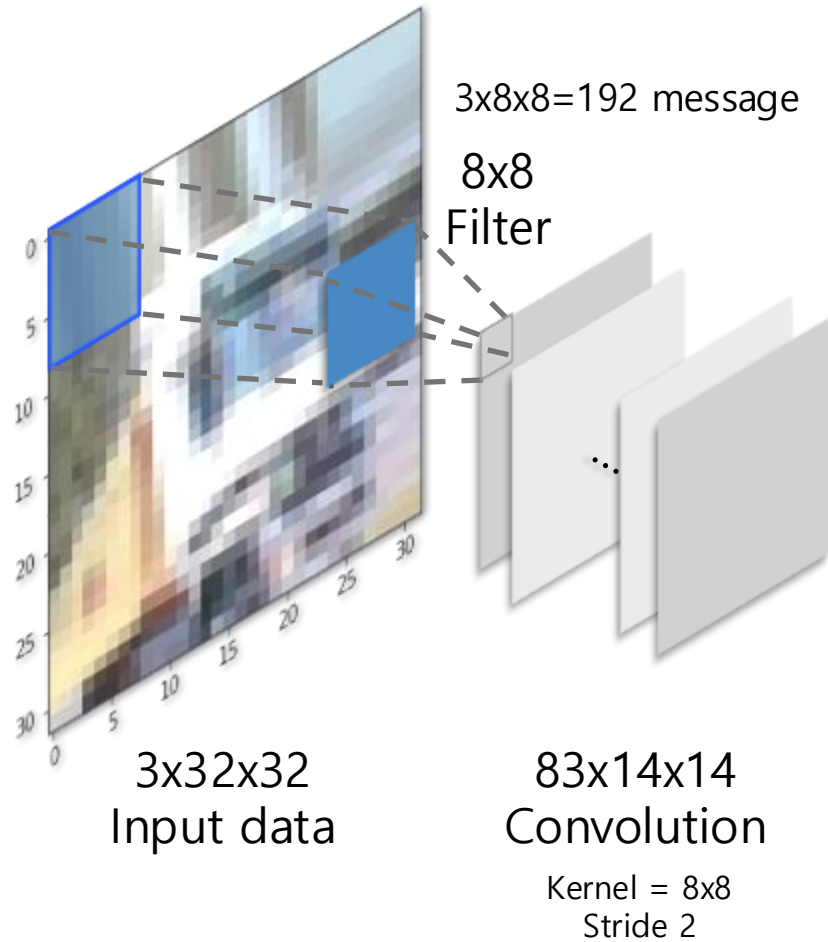 3x8x8=192 message
8x8
Filter
0
5
10
15
20
25
30
0
5
10
15
20
25
30
...
3x32x32
Input data
83x14x14
Convolution
Kernel = 8x8
Stride 2